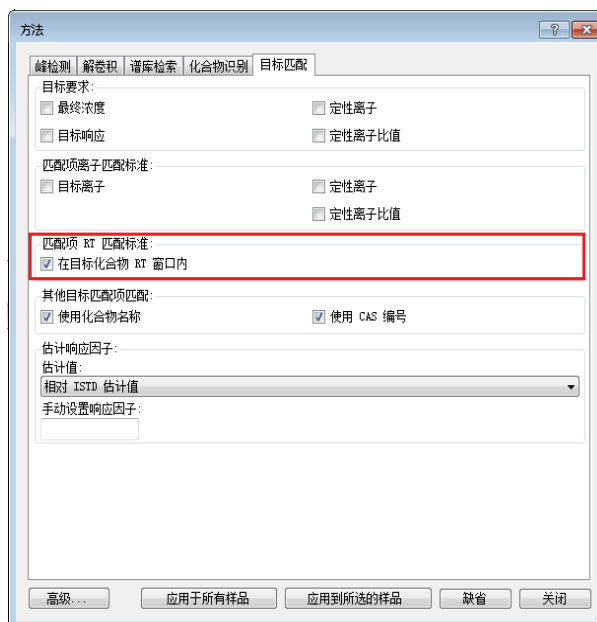 方法
峰检测 解卷积 谱库检索 化合物识别 目标匹配
目标要求:
最终浓度 定性离子
目标响应 定性离子比值
匹配项离子匹配标准:
目标离子 定性离子
定性离子比值
匹配项 RT 匹配标准:
在目标化合物 RT 窗口内
其他目标匹配项匹配:
使用化合物名称 使用 CAS 编号
估计响应因子:
估计值:
相对 ISTD 估计值
手动设置响应因子:
高级... 应用于所有样品 应用到所选的样品 缺省 关闭